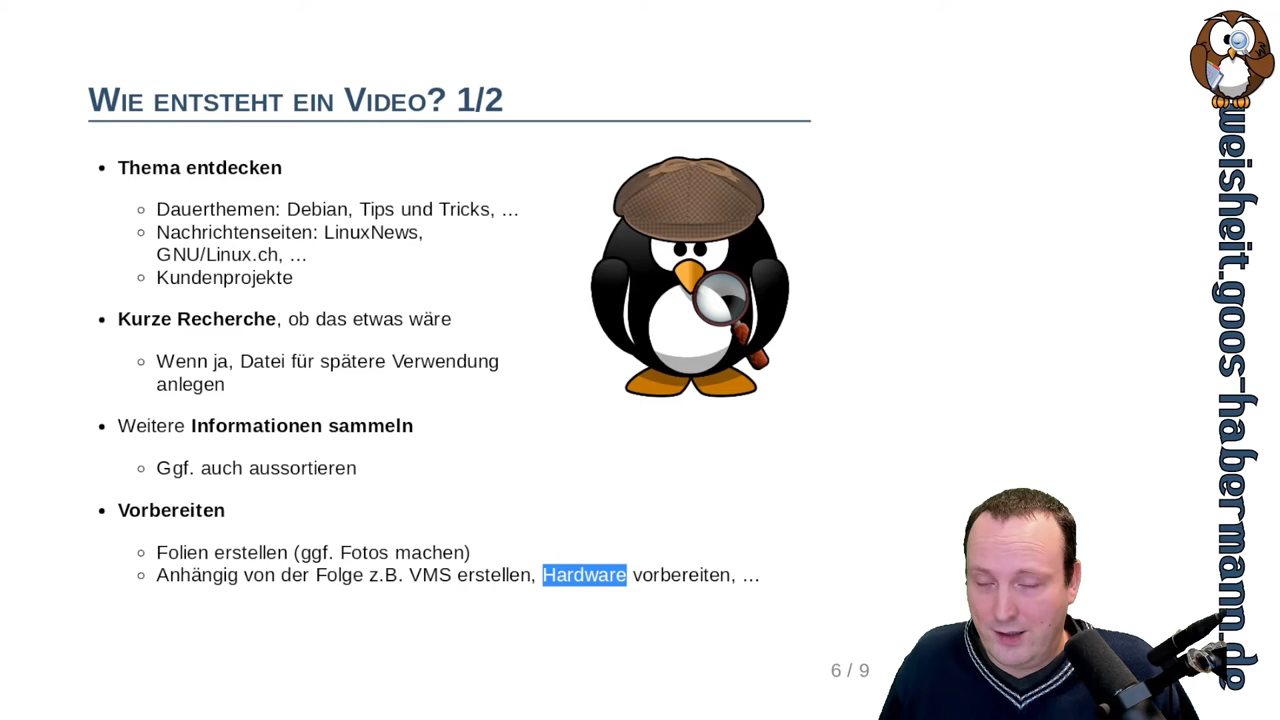 Wie entsteht ein Video? 1/2
• Thema entdecken
◦ Dauerthemen: Debian, Tips und Tricks, …
◦ Nachrichtenseiten: LinuxNews,
GNU/Linux.ch, …
◦ Kundenprojekte
• Kurze Recherche, ob das etwas wäre
◦ Wenn ja, Datei für spätere Verwendung
anlegen
• Weitere Informationen sammeln
◦ Ggf. auch aussortieren
• Vorbereiten
◦ Folien erstellen (ggf. Fotos machen)
◦ Anhängig von der Folge z.B. VMS erstellen, Hardware vorbereiten, …
6 / 9
weisheit.goos-habermann.de